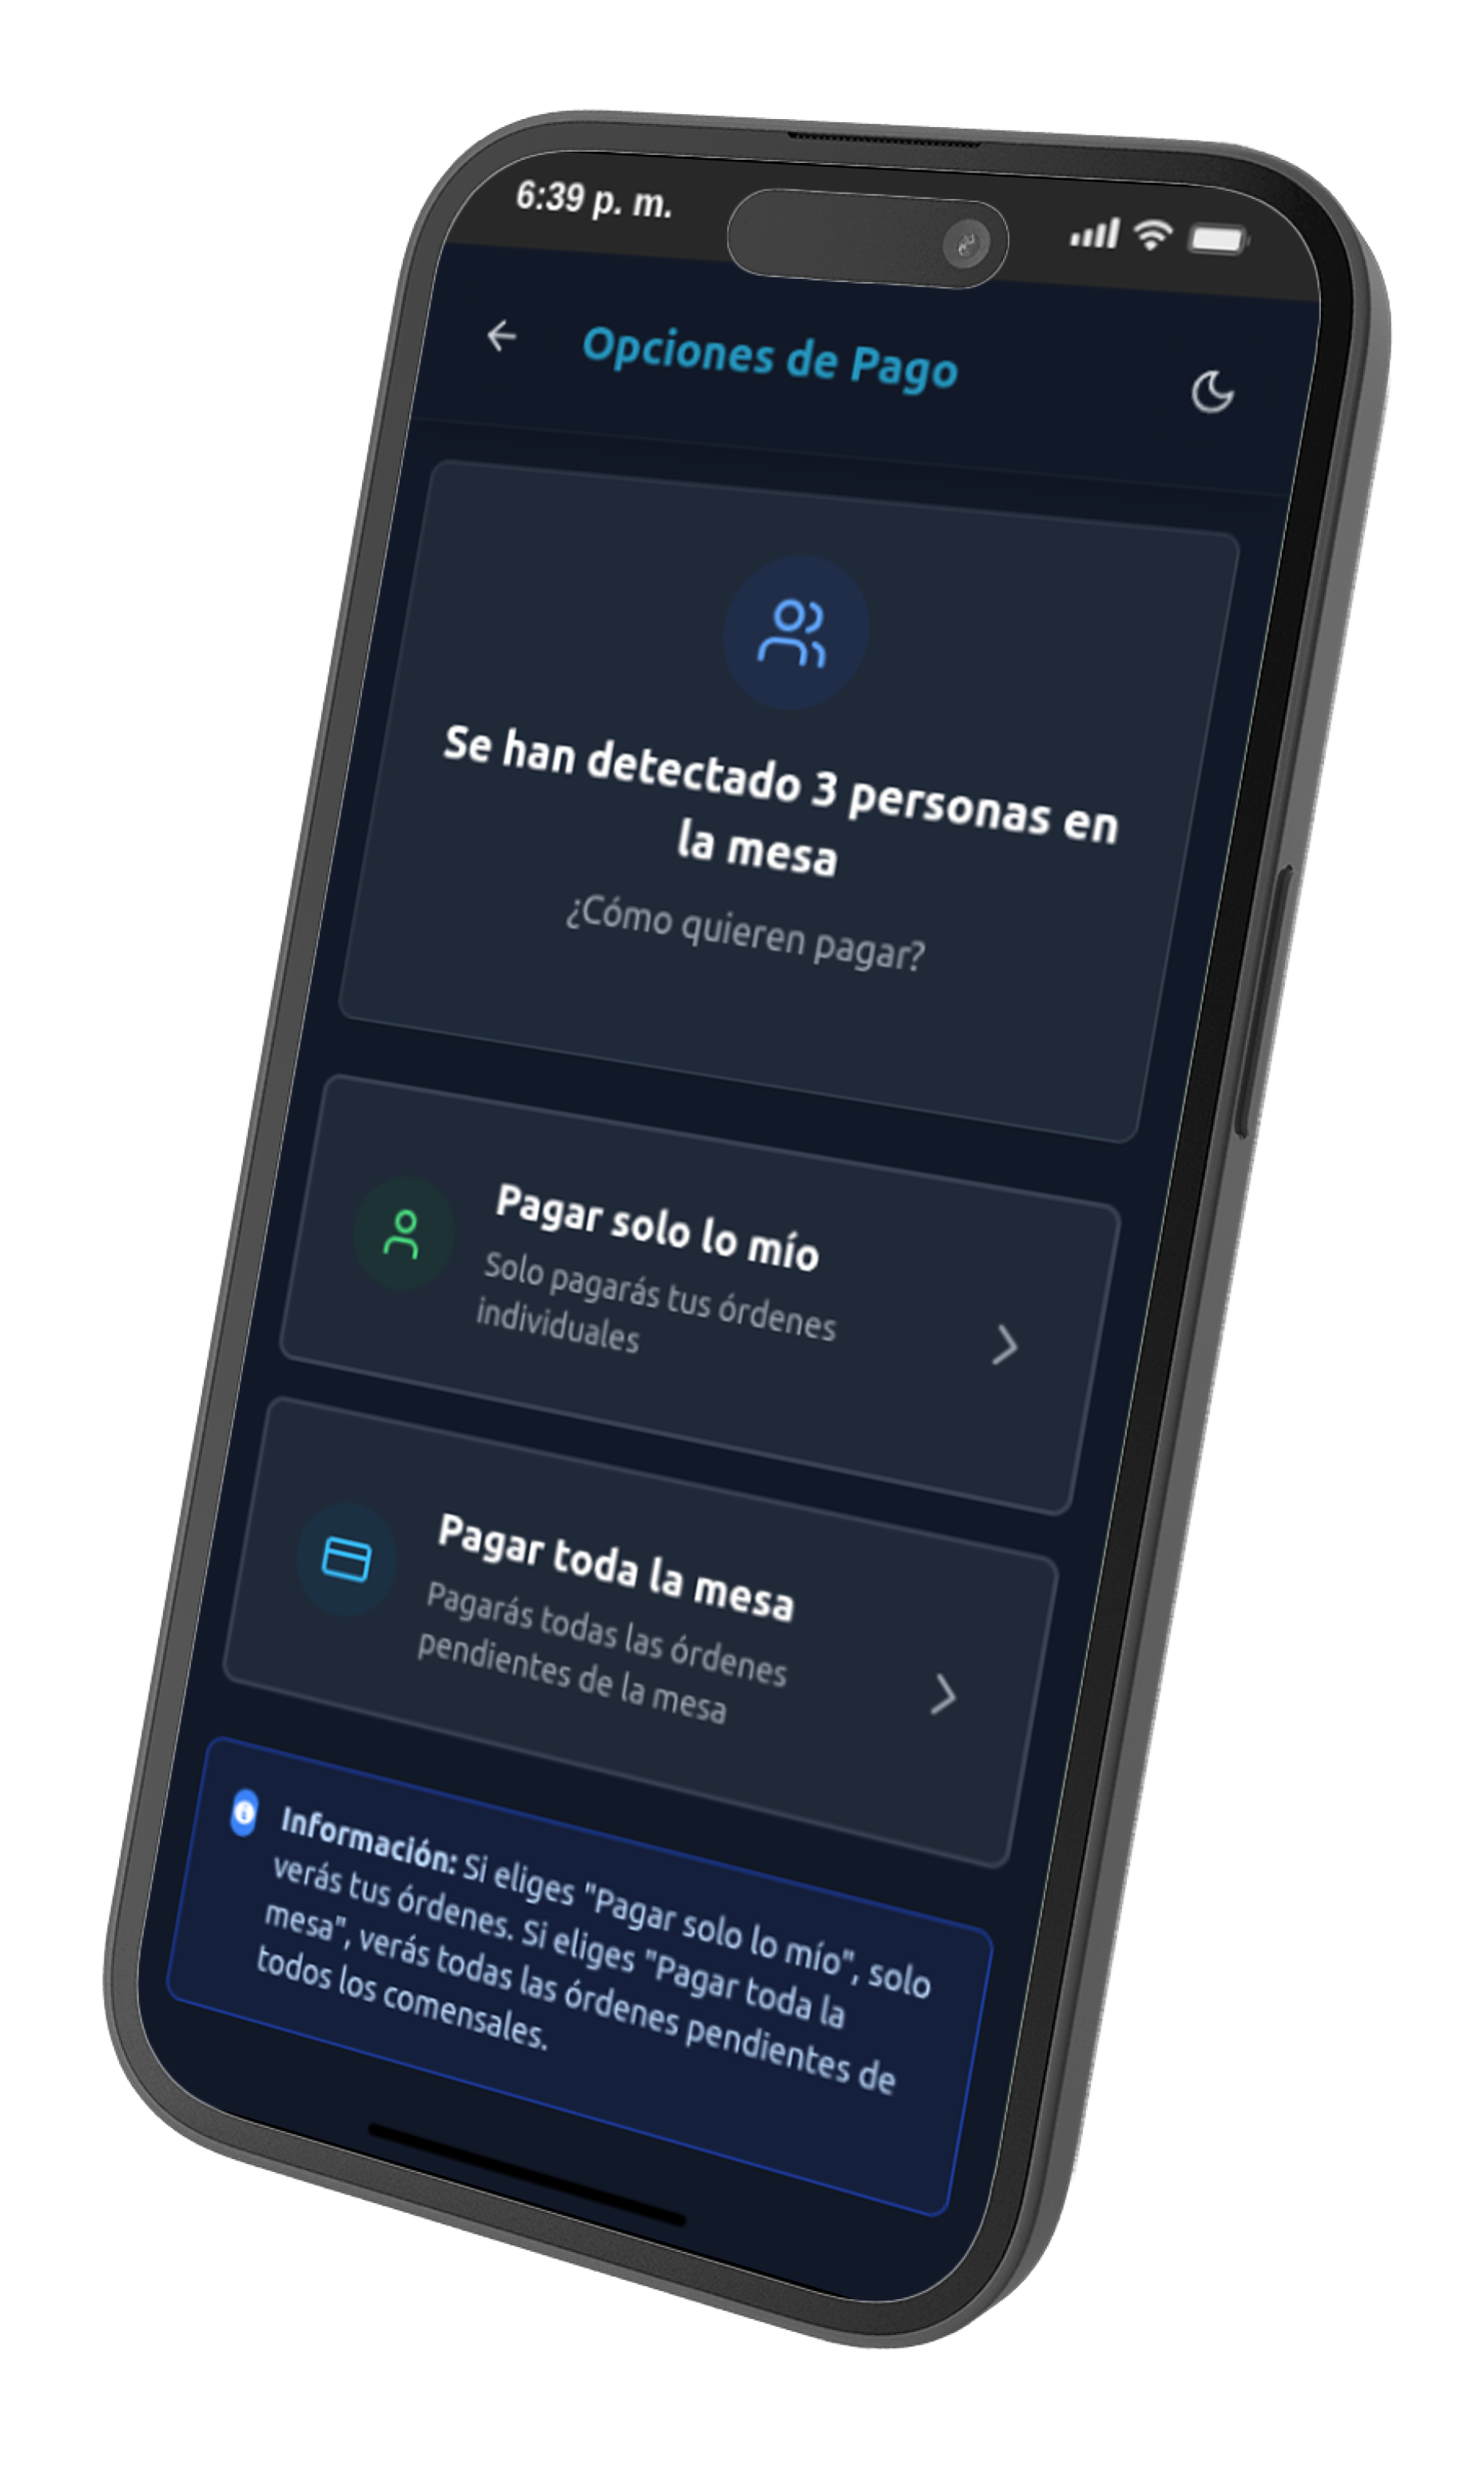 6:39 p. m.
Opciones de Pago
Se han detectado 3 personas en
la mesa
¿Cómo quieren pagar?
Pagar solo lo mío
Solo pagarás tus órdenes
individuales
Pagar toda la mesa
Pagarás todas las órdenes
pendientes de la mesa
Información: Si eliges "Pagar solo lo mío", solo
verás tus órdenes. Si eliges "Pagar toda la
mesa", verás todas las órdenes pendientes de
todos los comensales.